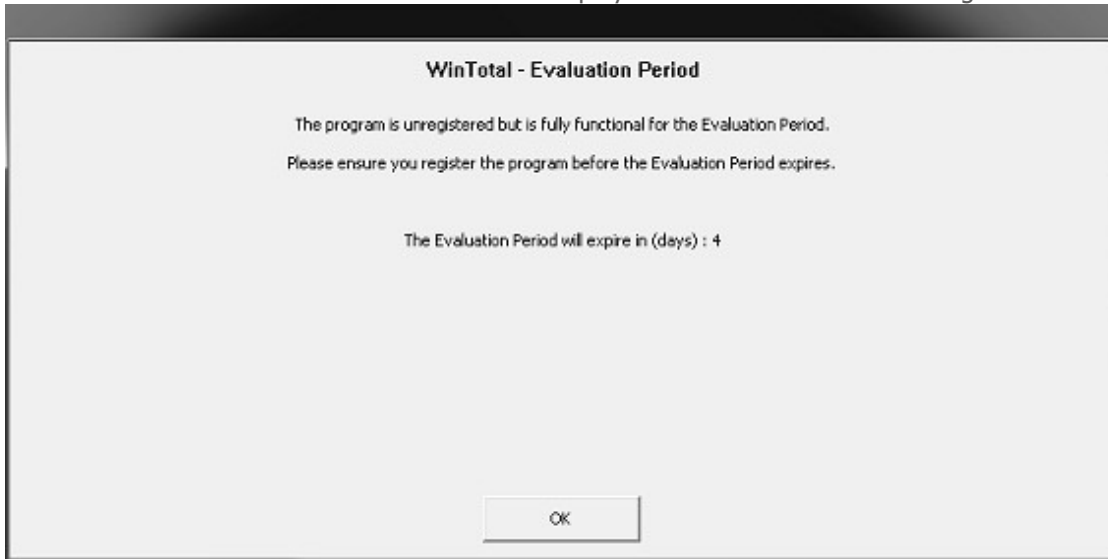 WinTotal - Evaluation Period
The program is unregistered but is fully functional for the Evaluation Period.
Please ensure you register the program before the Evaluation Period expires.
The Evaluation Period will expire in (days) : 4
OK